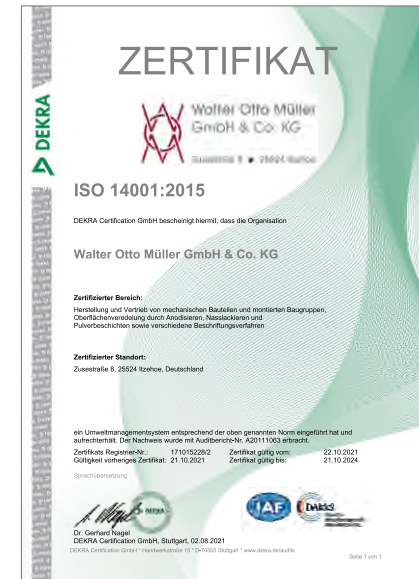 ZERTIFIKAT
DEKRA
Walter Otto Müller
GmbH & Co. KG
ISO 14001:2015
DEKRA Certification GmbH bescheinigt hiermit, dass die Organisation
Walter Otto Müller GmbH & Co. KG
Zertifizierter Bereich:
Herstellung und Vertrieb von mechanischen Bauteilen und montierten Baugruppen,
Oberflächenveredelung durch Anodisieren, Nasslackieren und
Pulverbeschichten sowie verschiedene Beschriftungsverfahren
Zertifizierter Standort:
Zusestraße 8, 25524 Itzehoe, Deutschland
ein Umweltmanagementsystem entsprechend der oben genannten Norm eingeführt hat und
aufrechterhält. Der Nachweis wurde mit Auditbericht-Nr. A20111063 erbracht.
Zertifikats Register-Nr.: 171015228/2 Zertifikat gültig vom: 22.10.2021
Gültigkeit vorheriges Zertifikat: 21.10.2021 Zertifikat gültig bis: 21.10.2024
Sprachübersetzung
DEKRA
IAF
DAkkS
Dr. Gerhard Nagel
DEKRA Certification GmbH, Stuttgart, 02.08.2021
DEKRA Certification GmbH * Handwerkstraße 15 * D-70565 Stuttgart * www.dekra.de/audits
Seite 1 von 1